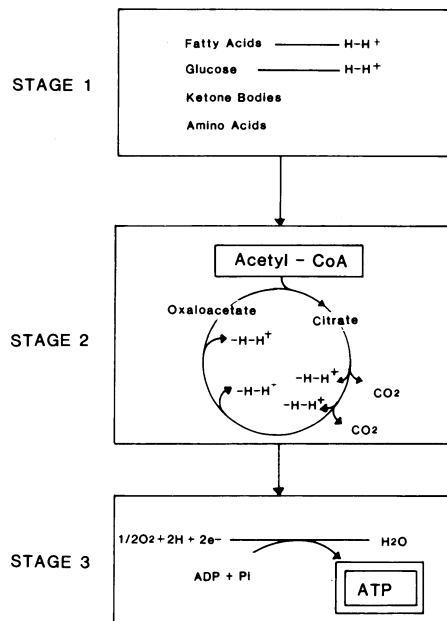 STAGE 1
Fatty Acids H-H+
Glucose H-H+
Ketone Bodies
Amino Acids
STAGE 2
Acetyl - CoA
Oxaloacetate
Citrate
-H-H+
-H-H+
CO2
-H-H-
-H-H+
CO2
STAGE 3
1/2O2+2H + 2e- H2O
ADP + PI
ATP